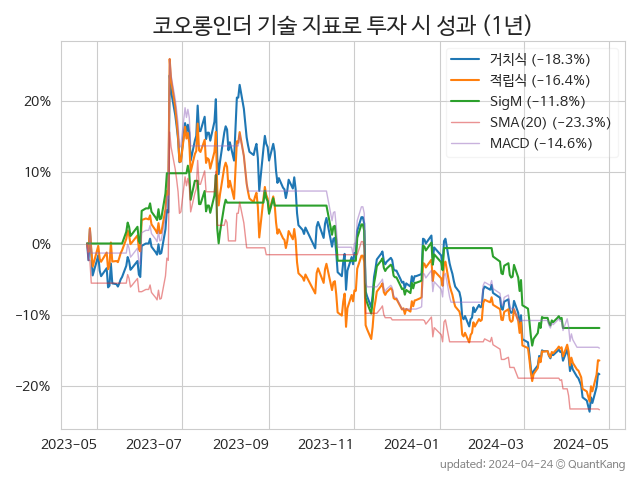 코오롱인더 기술 지표로 투자 시 성과 (1년)
거치식 (-18.3%)
적립식 (-16.4%)
SigM (-11.8%)
SMA(20) (-23.3%)
MACD (-14.6%)
20%
10%
0%
-10%
-20%
2023-05 2023-07 2023-09 2023-11 2024-01 2024-03 2024-05
updated: 2024-04-24 © QuantKang